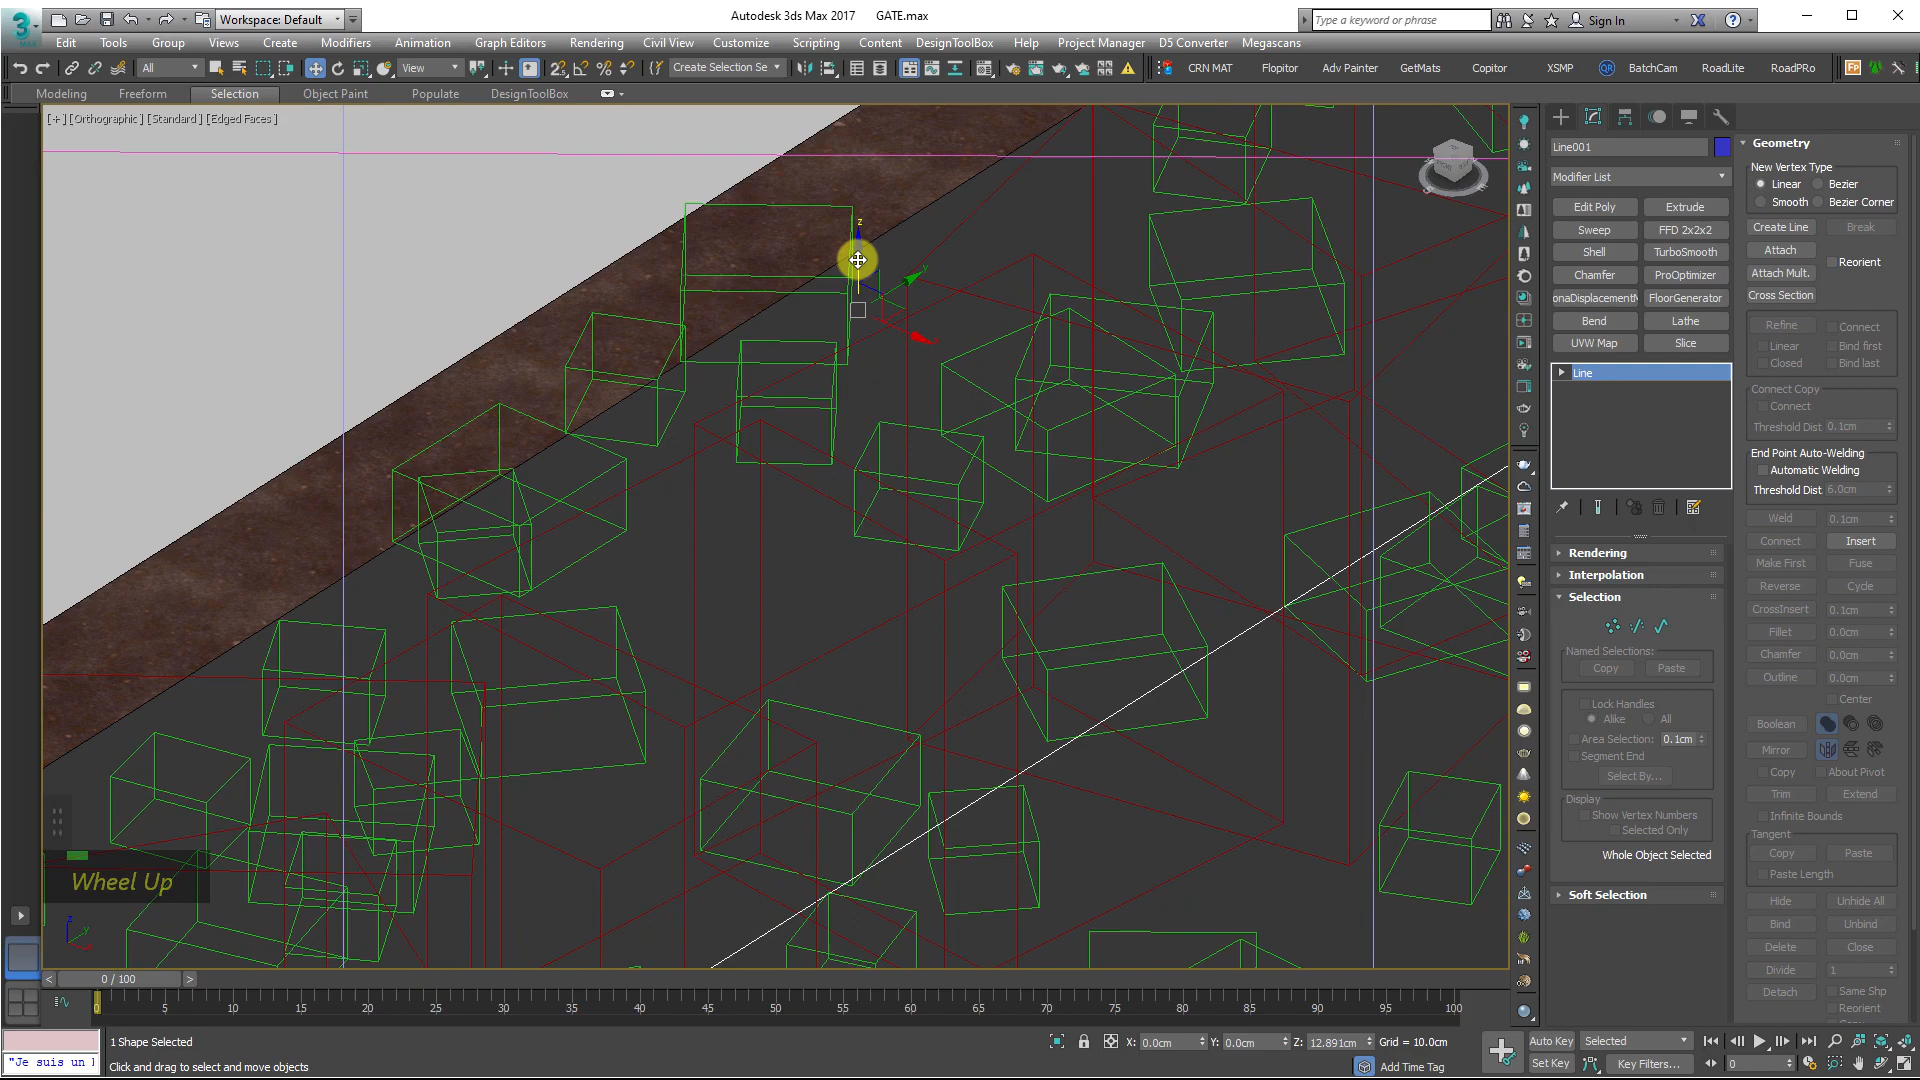 Workspace: Default
Autodesk 3ds Max 2017 GATE.max
Type a keyword or phrase
Sign In
MAX
Edit Tools Group Views Create Modifiers Animation Graph Editors Rendering Civil View Customize Scripting Content DesignToolBox Help Project Manager D5 Converter Megascans
All View Create Selection Se CRN MAT Flopitor Adv Painter GetMats Copitor XSMP BatchCam RoadLite RoadPRo
Modeling Freeform Selection Object Paint Populate DesignToolBox
[+] [Orthographic] [Standard] [Edged Faces]
Line001
Modifier List
Edit Poly Extrude
Sweep FFD 2x2x2
Shell TurboSmooth
Chamfer ProOptimizer
onaDisplacementM FloorGenerator
Bend Lathe
UVW Map Slice
Line
Rendering
Interpolation
Selection
Named Selections:
Copy Paste
Lock Handles
Alike All
Area Selection: 0.1cm
Segment End
Select By...
Display
Show Vertex Numbers
Selected Only
Whole Object Selected
Soft Selection
Geometry
New Vertex Type
Linear Bezier
Smooth Bezier Corner
Create Line Break
Attach
Reorient
Attach Mult.
Cross Section
Refine Connect
Linear Bind first
Closed Bind last
Connect Copy
Connect
Threshold Dist 0.1cm
End Point Auto-Welding
Automatic Welding
Threshold Dist 6.0cm
Weld 0.1cm
Connect Insert
Make First Fuse
Reverse Cycle
CrossInsert 0.1cm
Fillet 0.0cm
Chamfer 0.0cm
Outline 0.0cm
Center
Boolean
Mirror
Copy About Pivot
Trim Extend
Infinite Bounds
Tangent
Copy Paste
Paste Length
Hide Unhide All
Bind Unbind
Delete Close
Divide 1
Detach Same Shp
Reorient
z
y
Wheel Up
z
y
< 0 / 100 >
0 5 10 15 20 25 30 35 40 45 50 55 60 65 70 75 80 85 90 95 100
1 Shape Selected
X: 0.0cm Y: 0.0cm Z: 12.891cm Grid = 10.0cm
Auto Key Selected
"Je suis un
Click and drag to select and move objects
Add Time Tag
Set Key Key Filters... 0